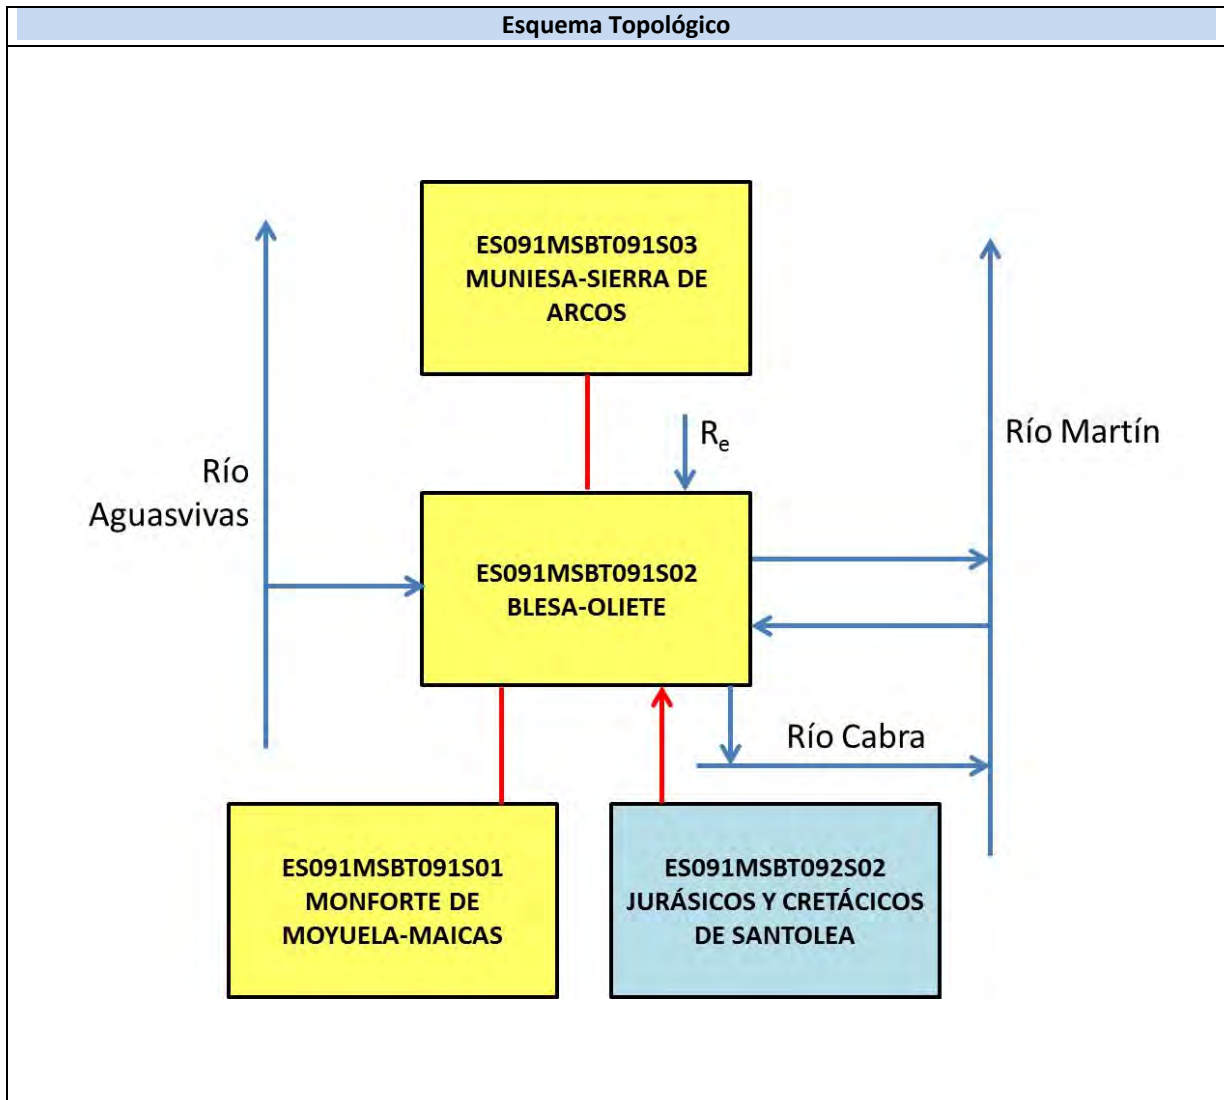 Esquema Topológico
ES091MSBT091S03
MUNIESA-SIERRA DE
ARCOS
Re
Río Martín
Río
Aguasvivas
ES091MSBT091S02
BLESA-OLIETE
Río Cabra
ES091MSBT091S01
MONFORTE DE
MOYUELA-MAICAS
ES091MSBT092S02
JURÁSICOS Y CRETÁCICOS
DE SANTOLEA